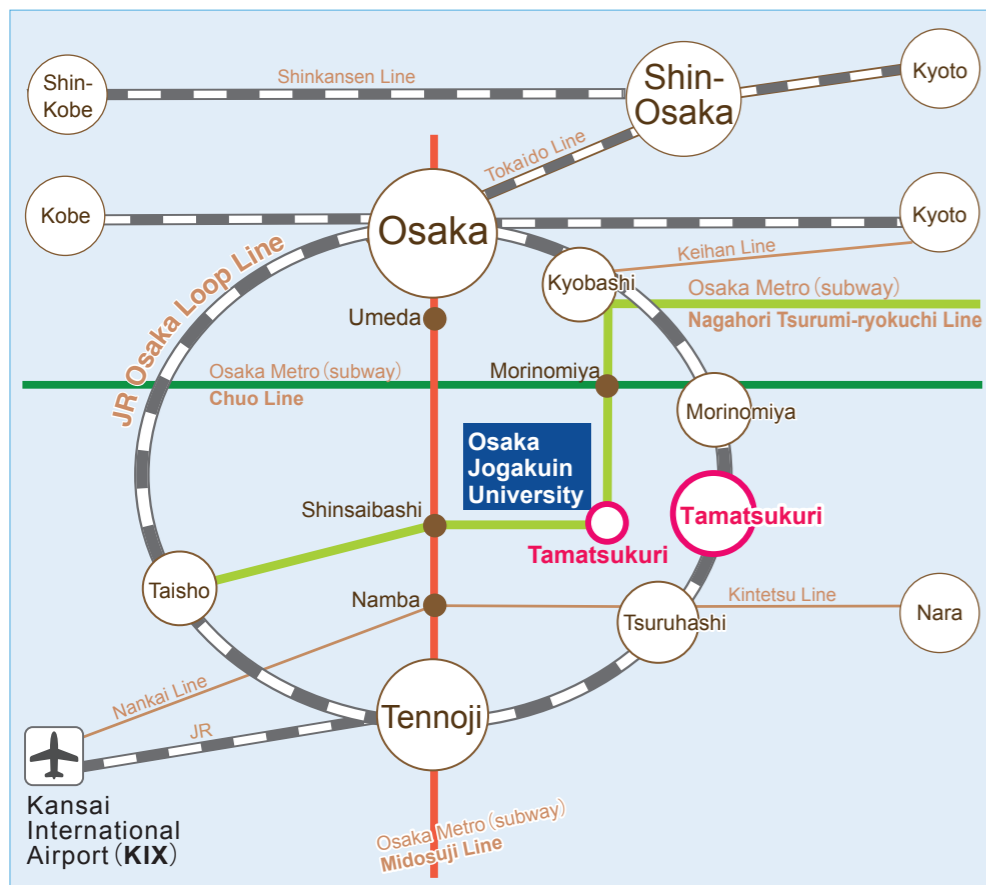 Shinkansen Line
Shin-
Kobe
Shin-
Osaka
Kyoto
Tokaido Line
Kobe
Osaka
Kyoto
Keihan Line
JR Osaka Loop Line
Kyobashi
Osaka Metro (subway)
Nagahori Tsurumi-ryokuchi Line
Umeda
Osaka Metro (subway)
Chuo Line
Morinomiya
Morinomiya
Osaka
Jogakuin
University
Shinsaibashi
Tamatsukuri
Tamatsukuri
Taisho
Namba
Kintetsu Line
Tsuruhashi
Nara
Nankai Line
JR
Tennoji
Kansai
International
Airport (KIX)
Osaka Metro (subway)
Midosuji Line